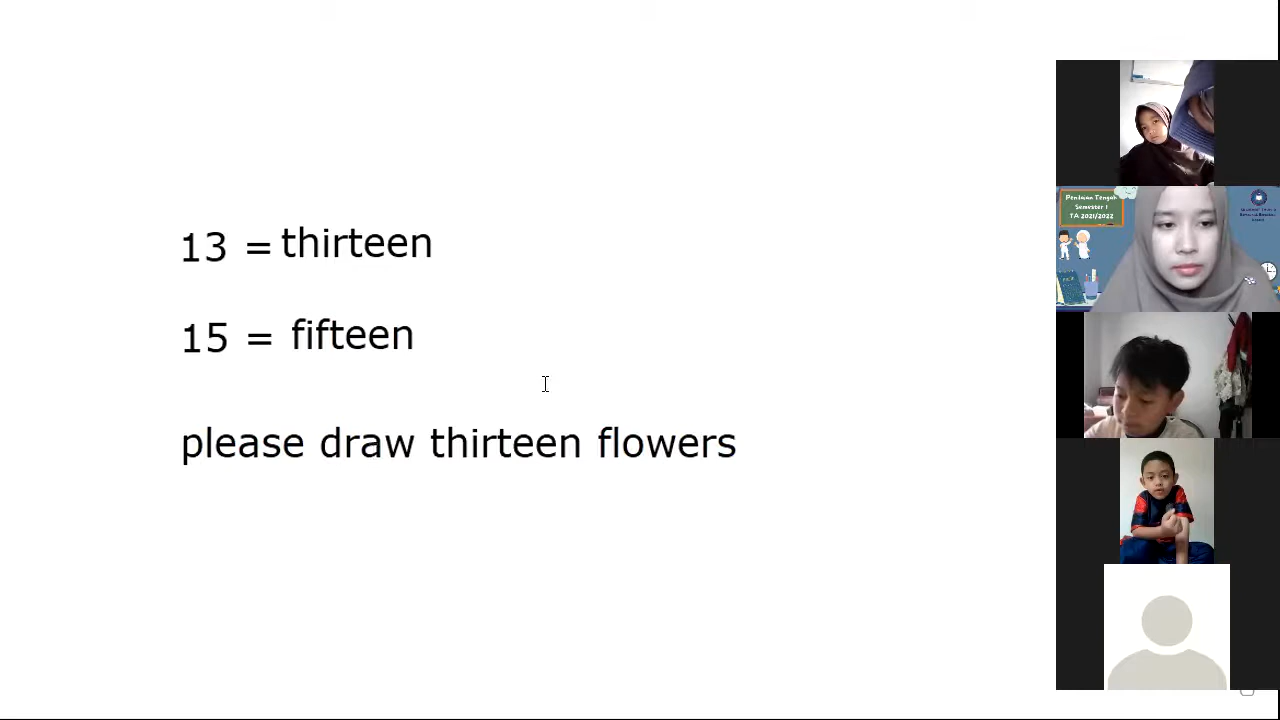 13 = thirteen
15 = fifteen
please draw thirteen flowers
Penilaian Tengah
Semester 1
TA 2021/2022